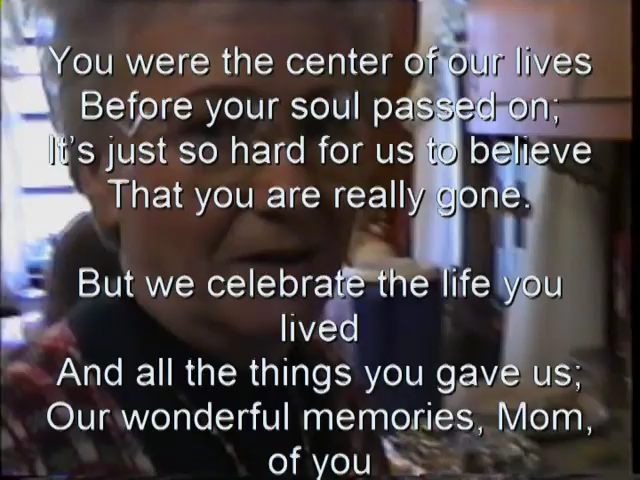 You were the center of our lives
Before your soul passed on;
It's just so hard for us to believe
That you are really gone.
But we celebrate the life you
lived
And all the things you gave us;
Our wonderful memories, Mom,
of you